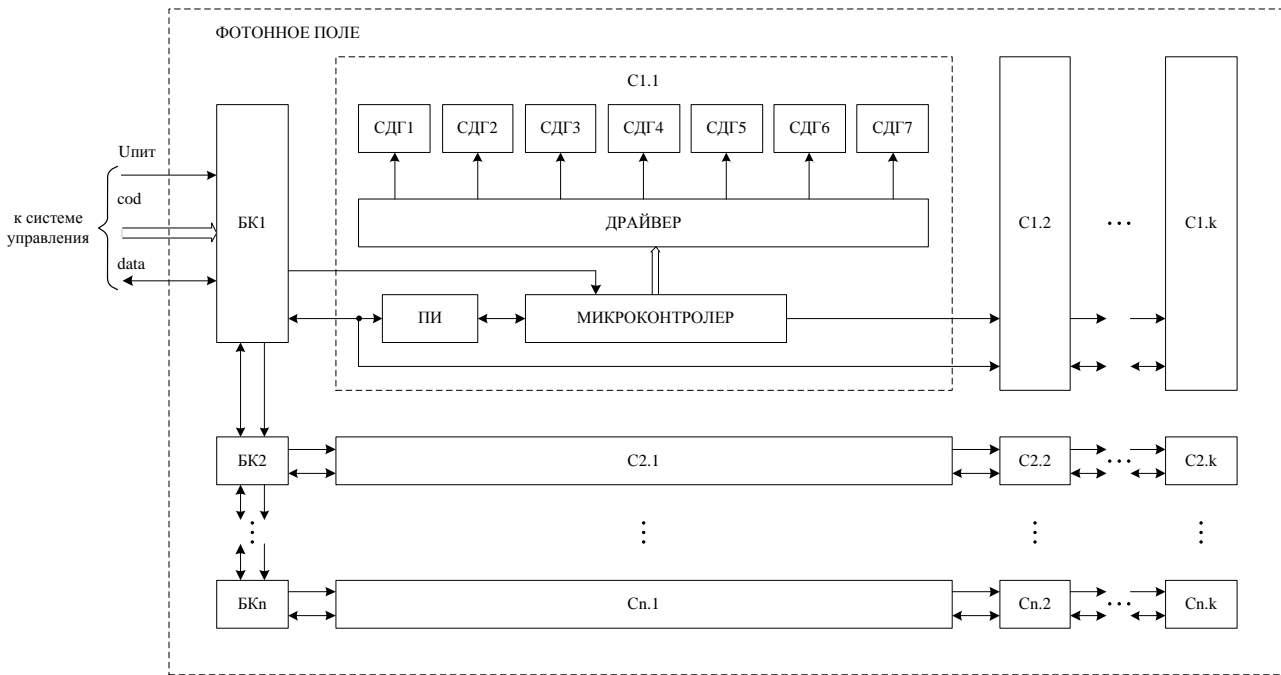 ФОТОННОЕ ПОЛЕ
С1.1
СДГ1 СДГ2 СДГ3 СДГ4 СДГ5 СДГ6 СДГ7
Uпит
cod
к системе
управления
data
БК1
ДРАЙВЕР
С1.2
...
С1.k
ПИ
МИКРОКОНТРОЛЕР
БК2
С2.1
С2.2
...
С2.k
БКn
Сn.1
Сn.2
...
Сn.k